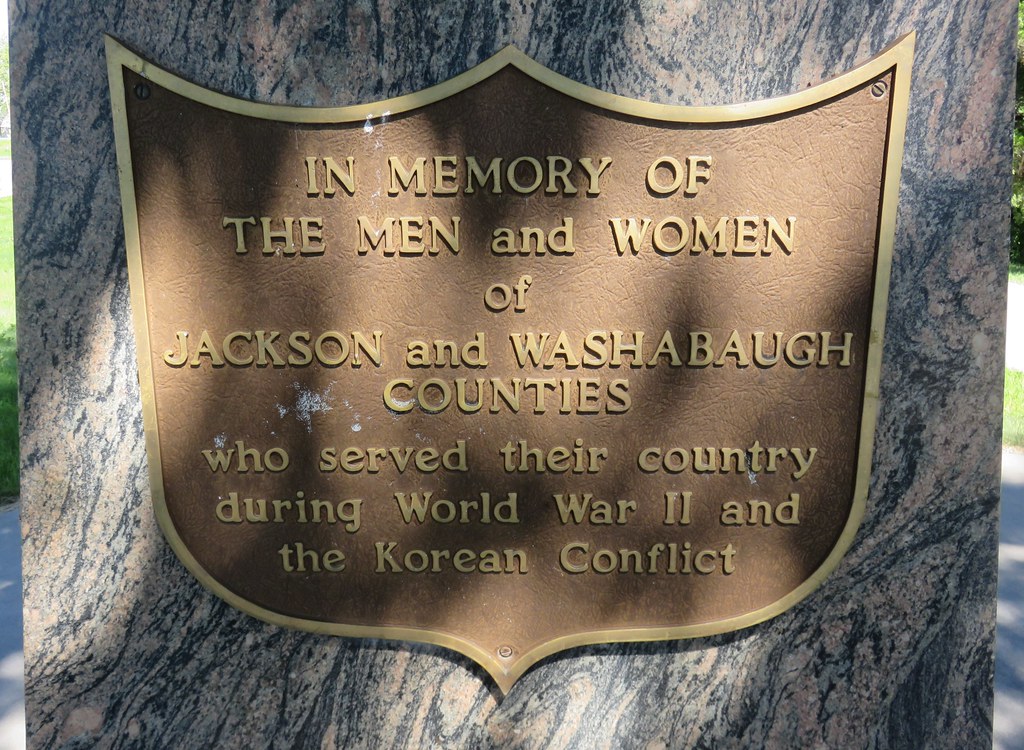 IN MEMORY OF
THE MEN and WOMEN
of
JACKSON and WASHABAUGH
COUNTIES
who served their country
during World War II and
the Korean Conflict